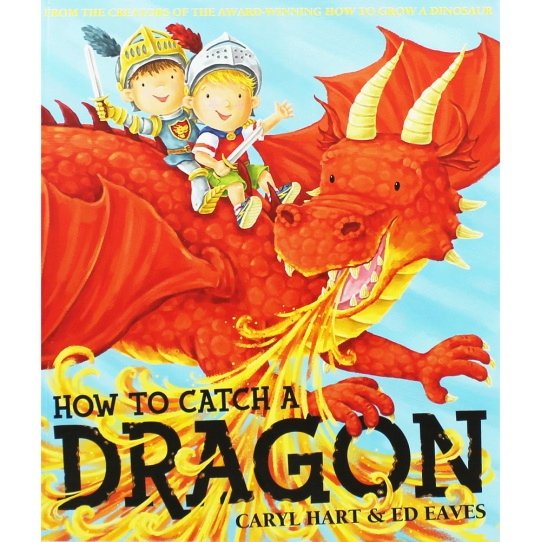 FROM THE CREATORS OF THE AWARD-WINNING HOW TO GROW A DINOSAUR
HOW TO CATCH A
DRAGON
CARYL HART & ED EAVES